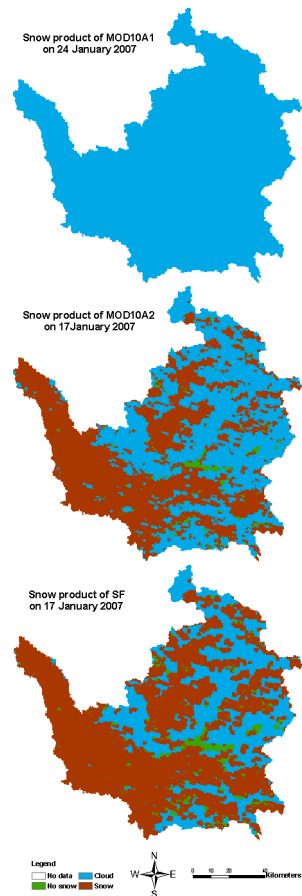 Snow product of MOD10A1
on 24 January 2007
Snow product of MOD10A2
on 17January 2007
Snow product of SF
on 17 January 2007
Legend
No data
Cloud
No snow
Snow
N
W
E
S
0
10
20
40
Kilometers